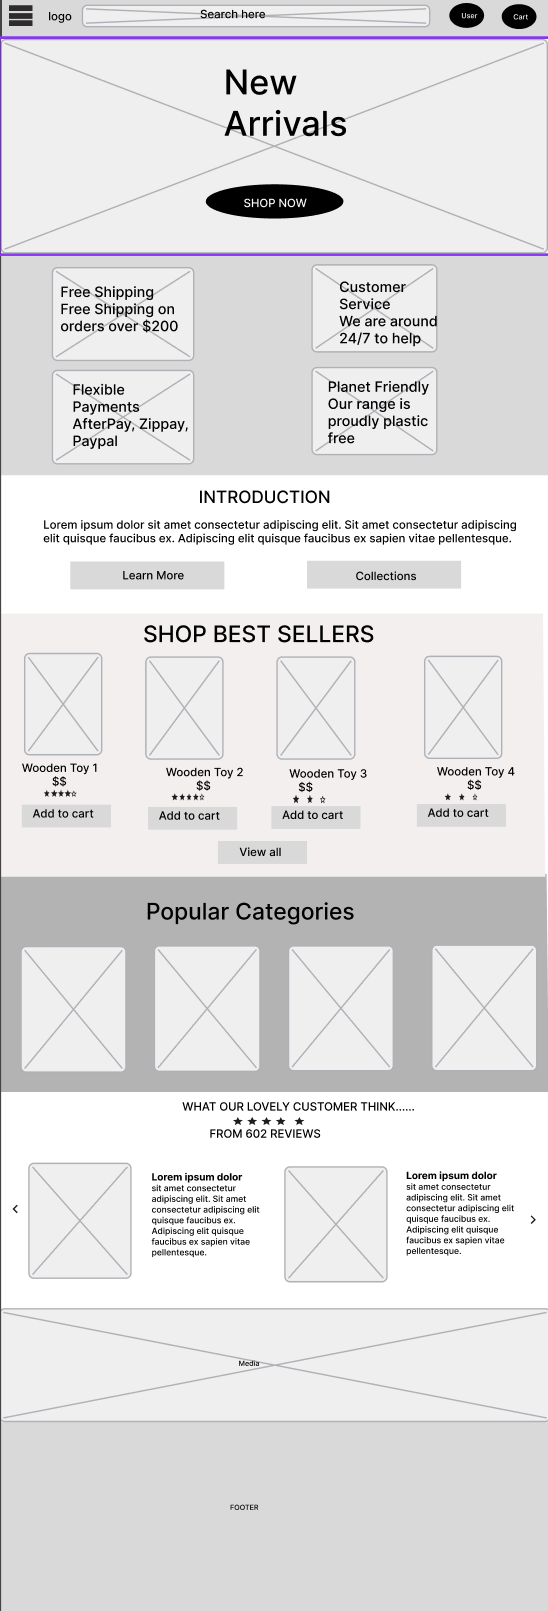 logo
Search here
User
Cart
New
Arrivals
SHOP NOW
Free Shipping
Free Shipping on
orders over $200
Customer
Service
We are around
24/7 to help
Flexible
Payments
AfterPay, Zippay,
Paypal
Planet Friendly
Our range is
proudly plastic
free
INTRODUCTION
Lorem ipsum dolor sit amet consectetur adipiscing elit. Sit amet consectetur adipiscing
elit quisque faucibus ex. Adipiscing elit quisque faucibus ex sapien vitae pellentesque.
Learn More
Collections
SHOP BEST SELLERS
Wooden Toy 1
$$
Add to cart
Wooden Toy 2
$$
Add to cart
Wooden Toy 3
$$
Add to cart
Wooden Toy 4
$$
Add to cart
View all
Popular Categories
WHAT OUR LOVELY CUSTOMER THINK......
FROM 602 REVIEWS
Lorem ipsum dolor
sit amet consectetur
adipiscing elit. Sit amet
consectetur adipiscing elit
quisque faucibus ex.
Adipiscing elit quisque
faucibus ex sapien vitae
pellentesque.
Lorem ipsum dolor
sit amet consectetur
adipiscing elit. Sit amet
consectetur adipiscing elit
quisque faucibus ex.
Adipiscing elit quisque
faucibus ex sapien vitae
pellentesque.
Media
FOOTER